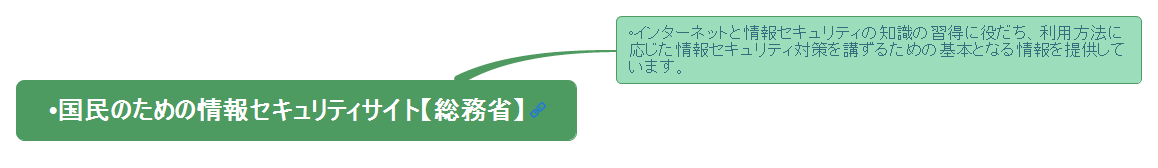 •インターネットと情報セキュリティの知識の習得に役だち、利用方法に
応じた情報セキュリティ対策を講ずるための基本となる情報を提供して
います。
•国民のための情報セキュリティサイト【総務省】